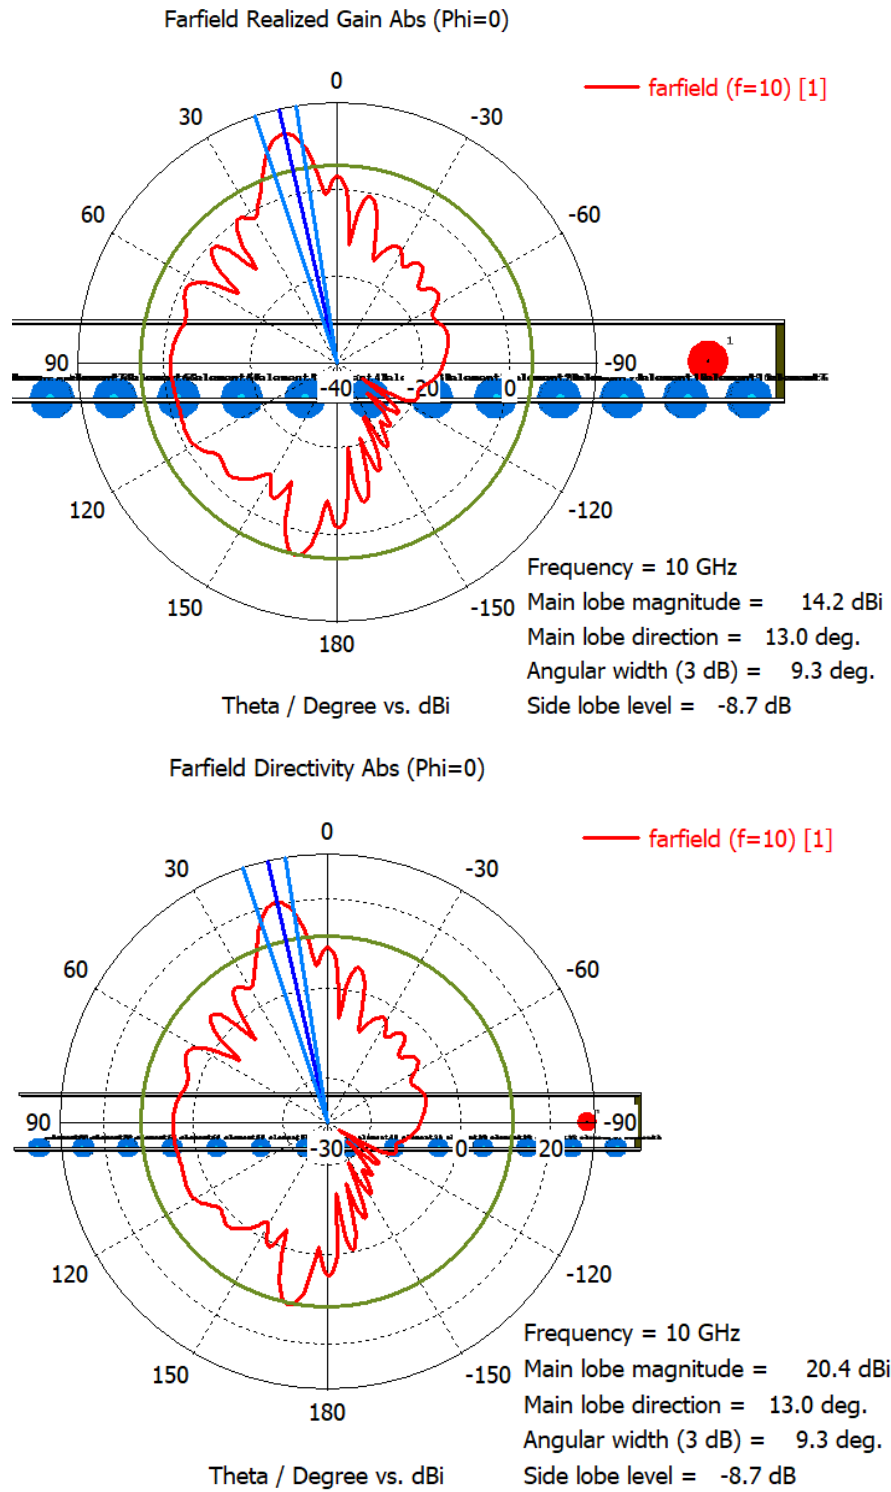 Farfield Realized Gain Abs (Phi=0)
farfield (f=10) [1]
0
30
-30
60
-60
1
90
-90
-40
-20
0
120
-120
150
-150
180
Frequency = 10 GHz
Main lobe magnitude = 14.2 dBi
Main lobe direction = 13.0 deg.
Angular width (3 dB) = 9.3 deg.
Side lobe level = -8.7 dB
Theta / Degree vs. dBi
Farfield Directivity Abs (Phi=0)
farfield (f=10) [1]
0
30
-30
60
-60
90
-90
-30
0
20
120
-120
150
-150
180
Frequency = 10 GHz
Main lobe magnitude = 20.4 dBi
Main lobe direction = 13.0 deg.
Angular width (3 dB) = 9.3 deg.
Side lobe level = -8.7 dB
Theta / Degree vs. dBi